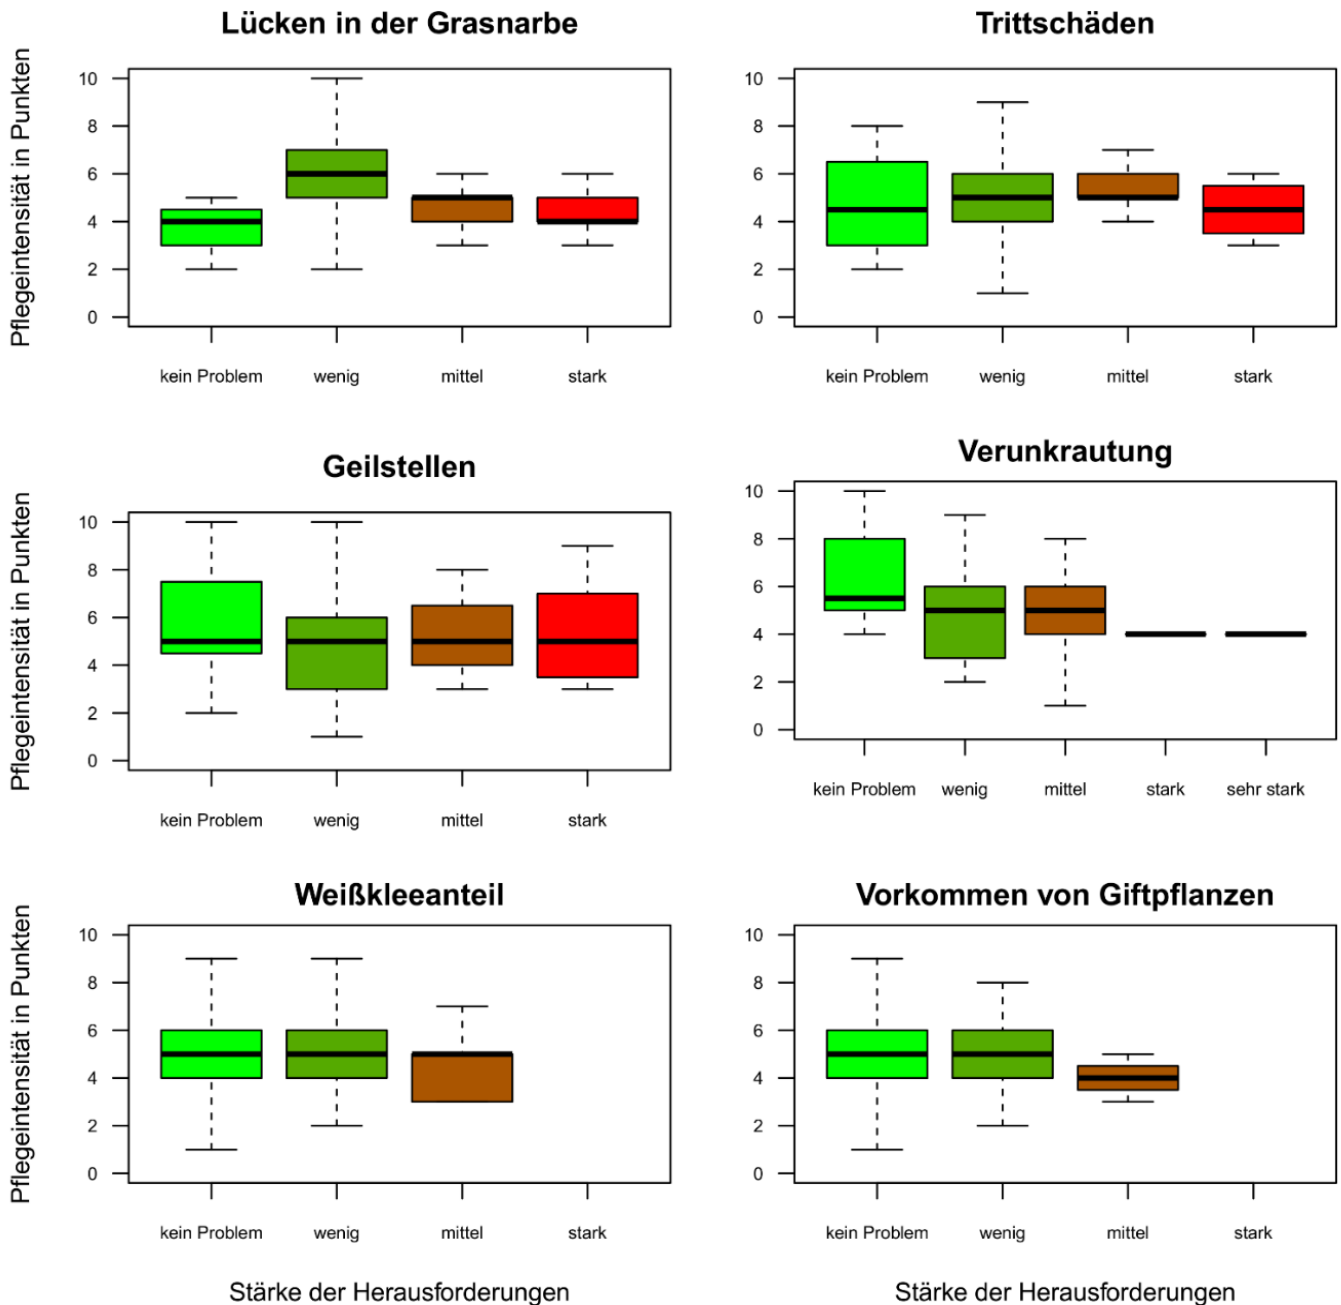 Lücken in der Grasnarbe
Pflegeintensität in Punkten
10
8
6
4
2
0
kein Problem wenig mittel stark
Trittschäden
10
8
6
4
2
0
kein Problem wenig mittel stark
Geilstellen
Pflegeintensität in Punkten
10
8
6
4
2
0
kein Problem wenig mittel stark
Verunkrautung
10
8
6
4
2
0
kein Problem wenig mittel stark sehr stark
Weißkleeanteil
Pflegeintensität in Punkten
10
8
6
4
2
0
kein Problem wenig mittel stark
Stärke der Herausforderungen
Vorkommen von Giftpflanzen
10
8
6
4
2
0
kein Problem wenig mittel stark
Stärke der Herausforderungen